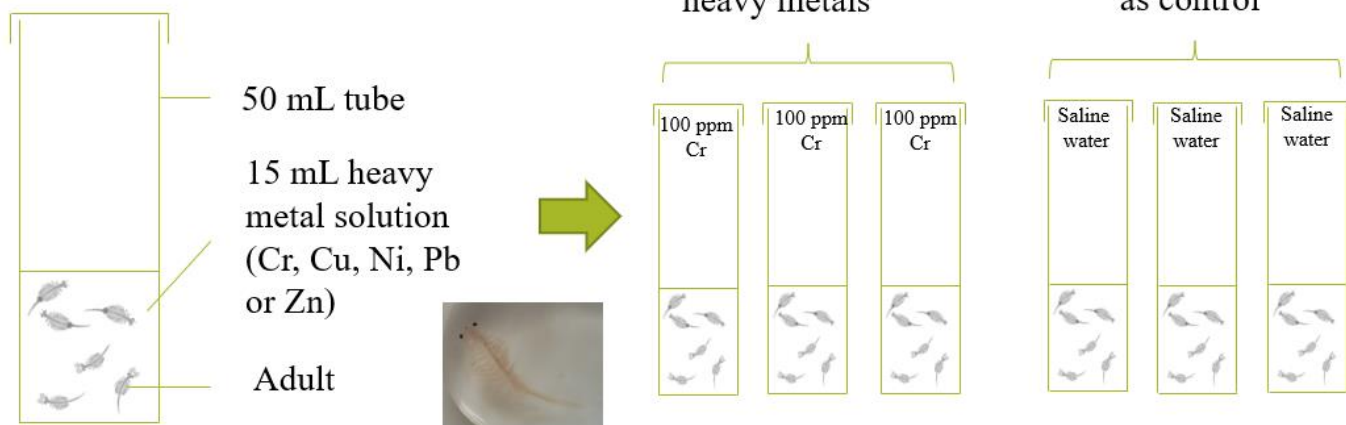 heavy metals
as control
50 mL tube
15 mL heavy
metal solution
(Cr, Cu, Ni, Pb
or Zn)
Adult
100 ppm
Cr
100 ppm
Cr
100 ppm
Cr
Saline
water
Saline
water
Saline
water